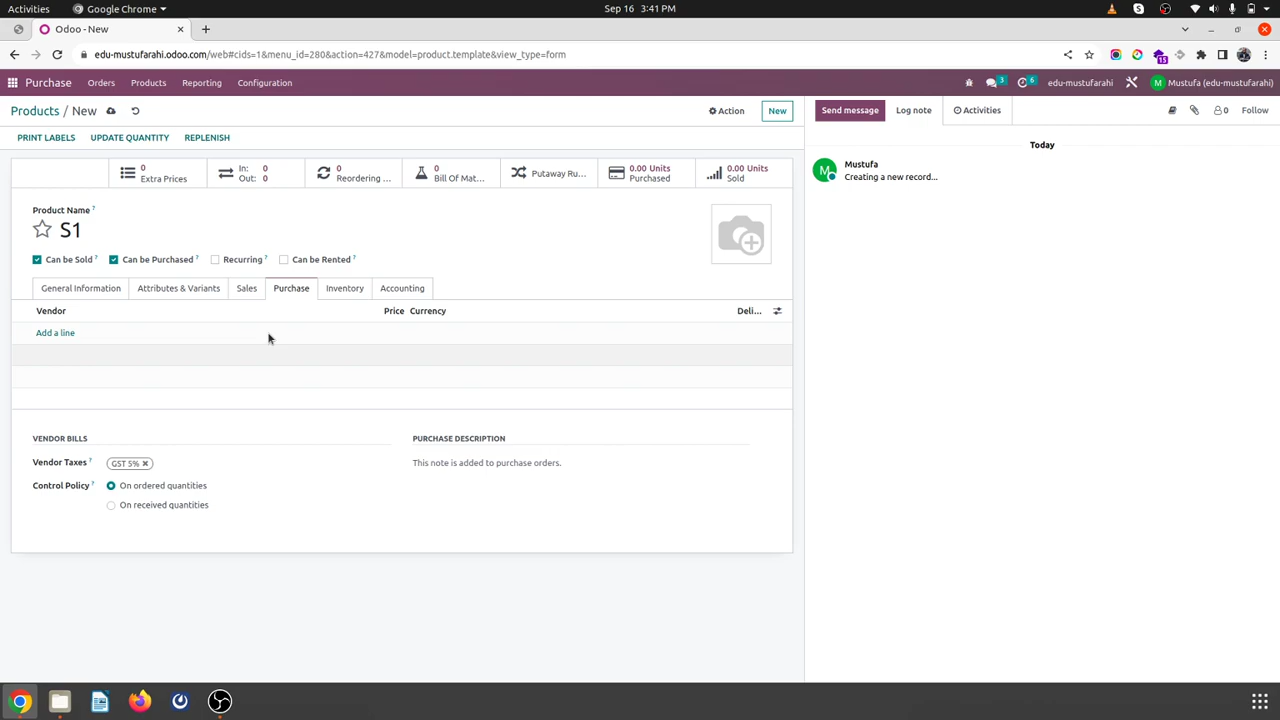 Activities
Google Chrome
Sep 16 3:41 PM
Odoo - New
edu-mustufarahi.odoo.com/web#cids=1&menu_id=280&action=427&model=product.template&view_type=form
15
Purchase Orders Products Reporting Configuration
3 6 edu-mustufarahi M Mustufa (edu-mustufarahi)
Products / New
Action New
Send message Log note Activities 0 Follow
PRINT LABELS UPDATE QUANTITY REPLENISH
Today
0 Extra Prices
In: 0
Out: 0
0 Reordering ...
0 Bill Of Mat...
Putaway Ru...
0.00 Units Purchased
0.00 Units Sold
M Mustufa
Creating a new record...
Product Name ?
S1
Can be Sold ? Can be Purchased ? Recurring ? Can be Rented ?
General Information Attributes & Variants Sales Purchase Inventory Accounting
Vendor Price Currency Deli...
Add a line
VENDOR BILLS
Vendor Taxes ? GST 5% ×
Control Policy ? On ordered quantities
On received quantities
PURCHASE DESCRIPTION
This note is added to purchase orders.